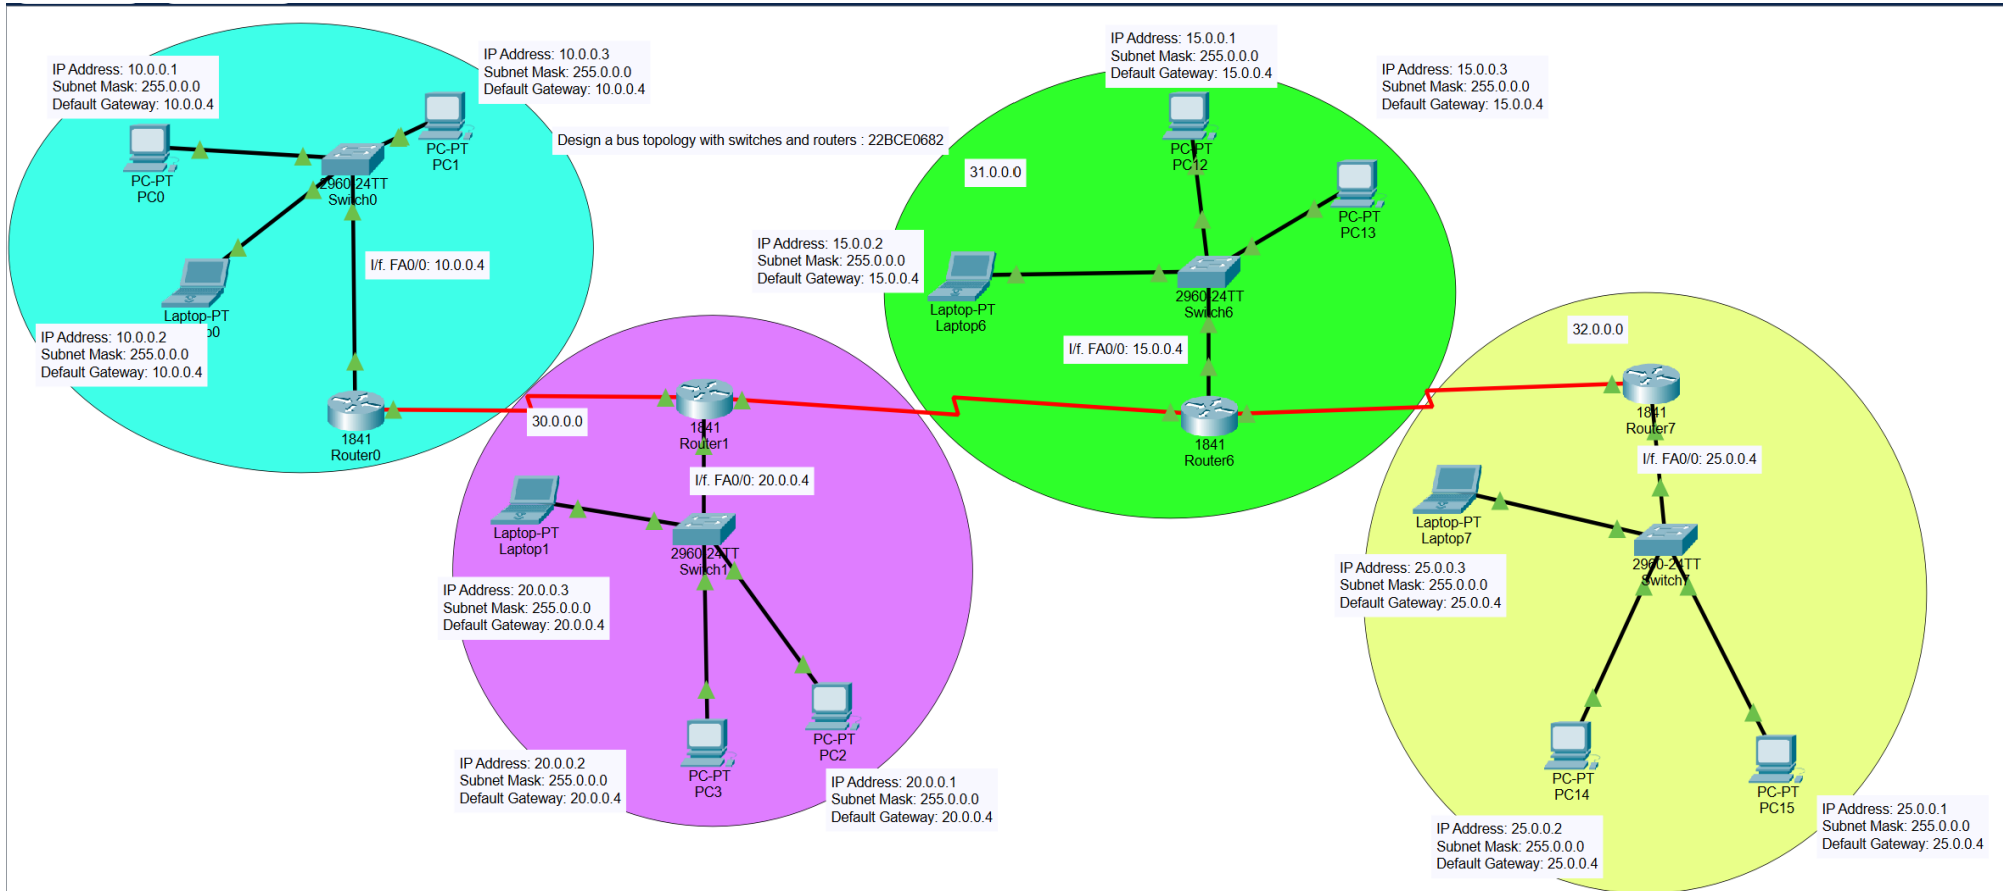 IP Address: 10.0.0.1
Subnet Mask: 255.0.0.0
Default Gateway: 10.0.0.4
IP Address: 10.0.0.3
Subnet Mask: 255.0.0.0
Default Gateway: 10.0.0.4
PC-PT
PC0
PC-PT
PC1
2960-24TT
Switch0
I/f. FA0/0: 10.0.0.4
Laptop-PT
IP Address: 10.0.0.2
Subnet Mask: 255.0.0.0
Default Gateway: 10.0.0.4
1841
Router0
Design a bus topology with switches and routers : 22BCE0682
30.0.0.0
1841
Router1
I/f. FA0/0: 20.0.0.4
Laptop-PT
Laptop1
2960-24TT
Switch1
IP Address: 20.0.0.3
Subnet Mask: 255.0.0.0
Default Gateway: 20.0.0.4
PC-PT
PC2
PC-PT
PC3
IP Address: 20.0.0.2
Subnet Mask: 255.0.0.0
Default Gateway: 20.0.0.4
IP Address: 20.0.0.1
Subnet Mask: 255.0.0.0
Default Gateway: 20.0.0.4
IP Address: 15.0.0.1
Subnet Mask: 255.0.0.0
Default Gateway: 15.0.0.4
IP Address: 15.0.0.3
Subnet Mask: 255.0.0.0
Default Gateway: 15.0.0.4
31.0.0.0
PC-PT
PC12
PC-PT
PC13
IP Address: 15.0.0.2
Subnet Mask: 255.0.0.0
Default Gateway: 15.0.0.4
Laptop-PT
Laptop6
2960-24TT
Switch6
I/f. FA0/0: 15.0.0.4
1841
Router6
32.0.0.0
1841
Router7
I/f. FA0/0: 25.0.0.4
Laptop-PT
Laptop7
2960-24TT
Switch7
IP Address: 25.0.0.3
Subnet Mask: 255.0.0.0
Default Gateway: 25.0.0.4
PC-PT
PC14
PC-PT
PC15
IP Address: 25.0.0.2
Subnet Mask: 255.0.0.0
Default Gateway: 25.0.0.4
IP Address: 25.0.0.1
Subnet Mask: 255.0.0.0
Default Gateway: 25.0.0.4